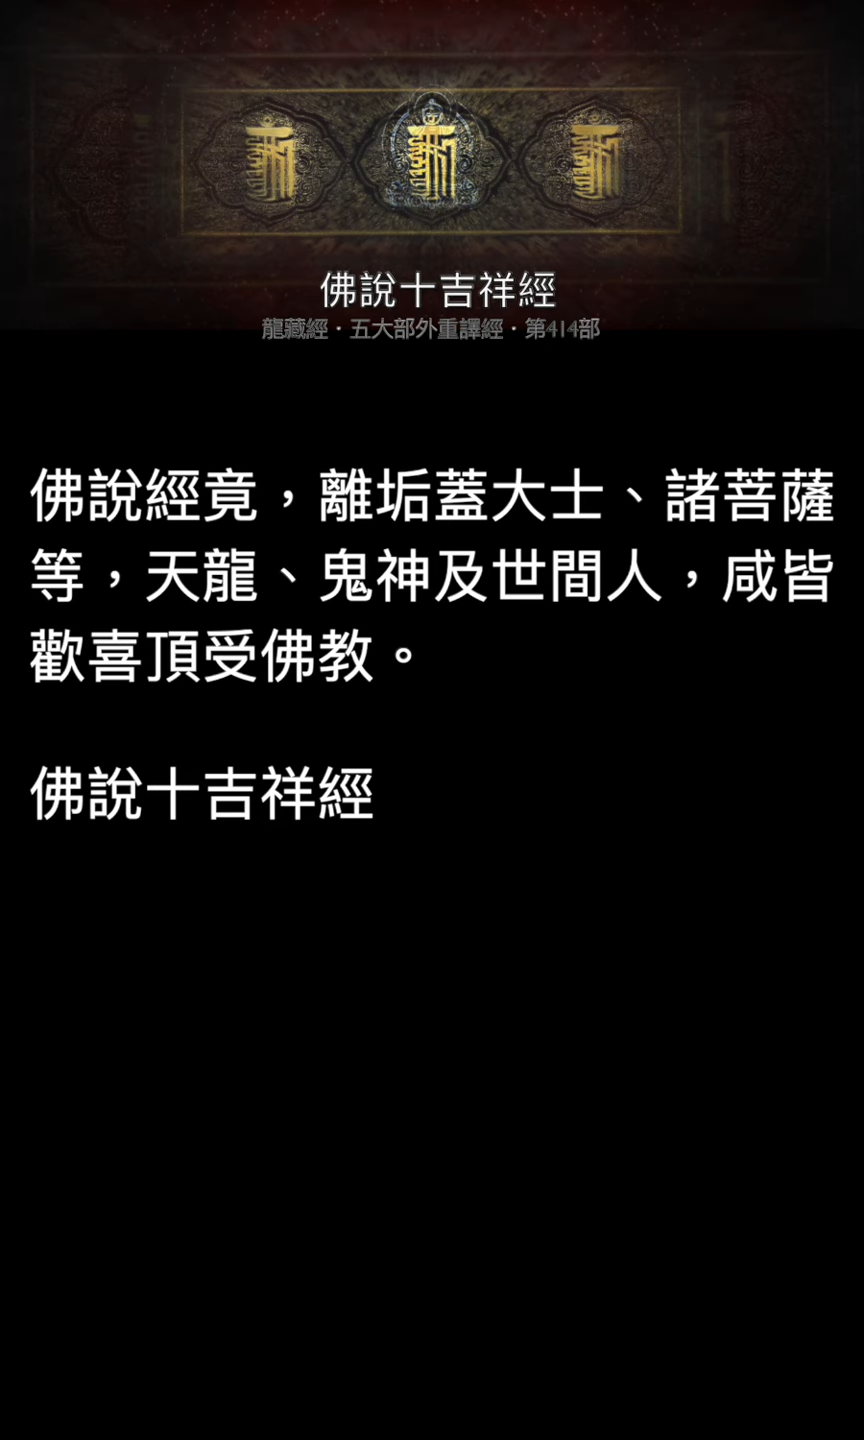 佛說十吉祥經
龍藏經．五大部外重譯經．第414部
佛說經竟，離垢蓋大士、諸菩薩
等，天龍、鬼神及世間人，咸皆
歡喜頂受佛教。
佛說十吉祥經